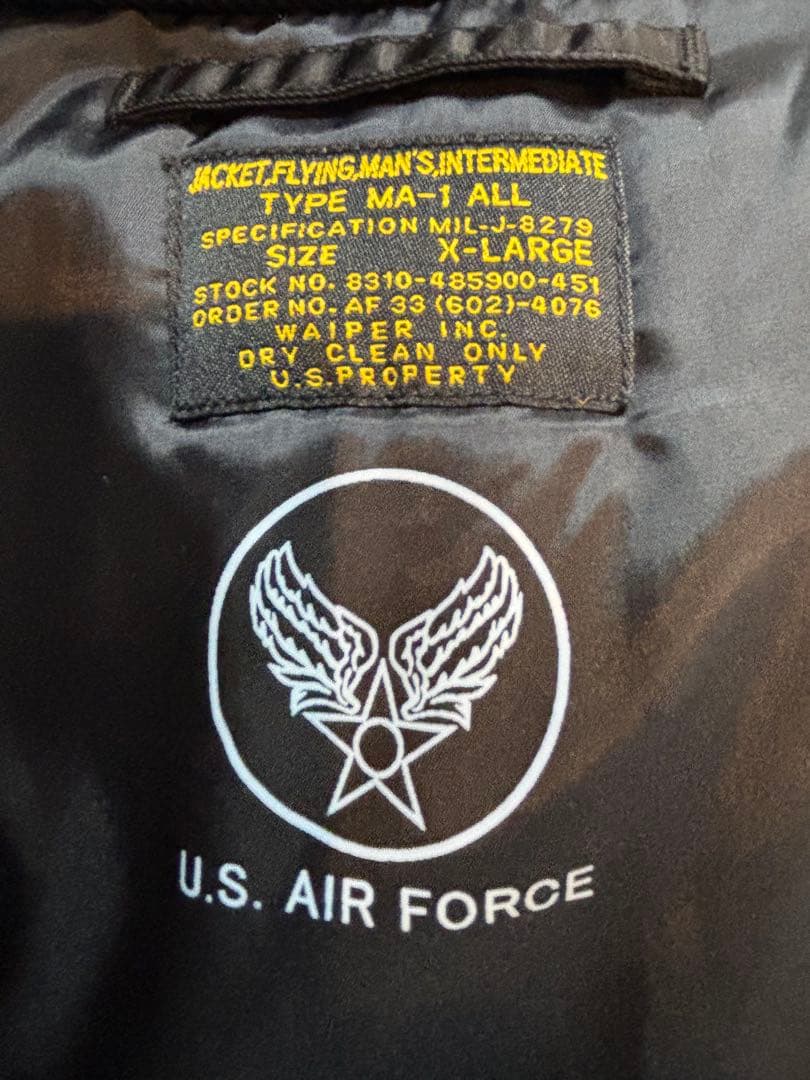 JACKET,FLYING,MAN'S,INTERMEDIATE
TYPE MA-1 ALL
SPECIFICATION MIL-J-8279
SIZE X-LARGE
STOCK NO. 8310-485900-451
ORDER NO. AF 33 (602)-4076
WAIPER INC.
DRY CLEAN ONLY
U.S.PROPERTY
U.S. AIR FORCE